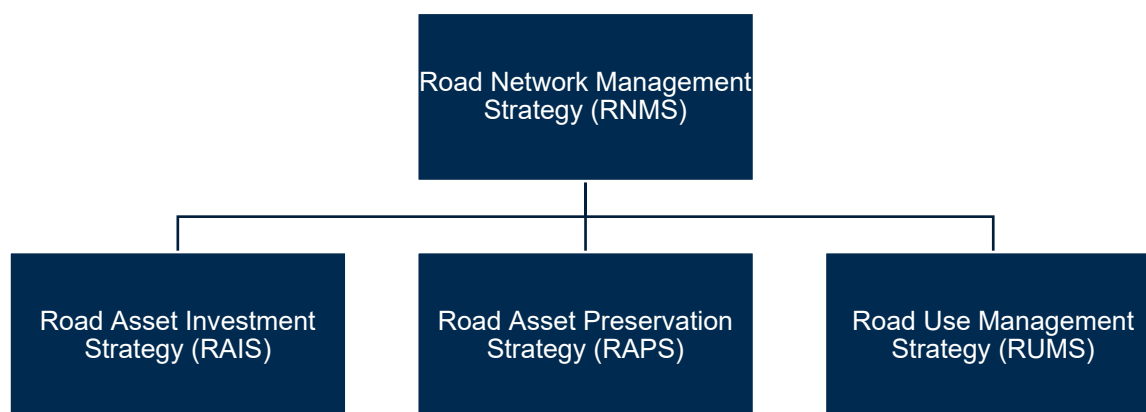 Road Network Management
Strategy (RNMS)
Road Asset Investment
Strategy (RAIS)
Road Asset Preservation
Strategy (RAPS)
Road Use Management
Strategy (RUMS)